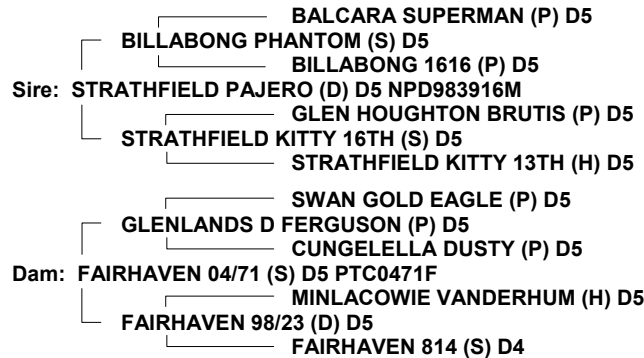 BALCARA SUPERMAN (P) D5
BILLABONG PHANTOM (S) D5
BILLABONG 1616 (P) D5
Sire: STRATHFIELD PAJERO (D) D5 NPD983916M
GLEN HOUGHTON BRUTIS (P) D5
STRATHFIELD KITTY 16TH (S) D5
STRATHFIELD KITTY 13TH (H) D5
SWAN GOLD EAGLE (P) D5
GLENLANDS D FERGUSON (P) D5
CUNGELELLA DUSTY (P) D5
Dam: FAIRHAVEN 04/71 (S) D5 PTC0471F
MINLACOWIE VANDERHUM (H) D5
FAIRHAVEN 98/23 (D) D5
FAIRHAVEN 814 (S) D4